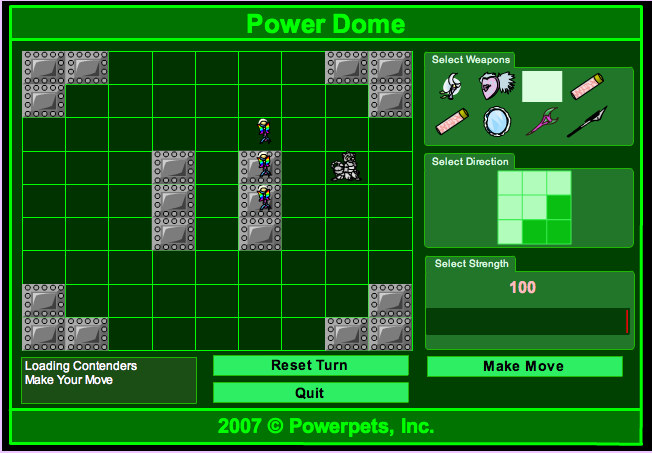 Power Dome
Select Weapons
Select Direction
Select Strength
100
Loading Contenders
Make Your Move
Reset Turn
Quit
Make Move
2007 © Powerpets, Inc.